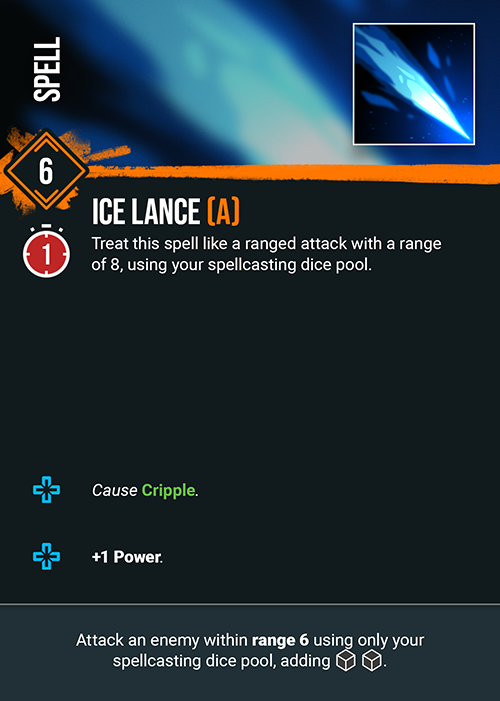 SPELL
6
ICE LANCE (A)
1
Treat this spell like a ranged attack with a range
of 8, using your spellcasting dice pool.
Cause Cripple.
+1 Power.
Attack an enemy within range 6 using only your
spellcasting dice pool, adding .